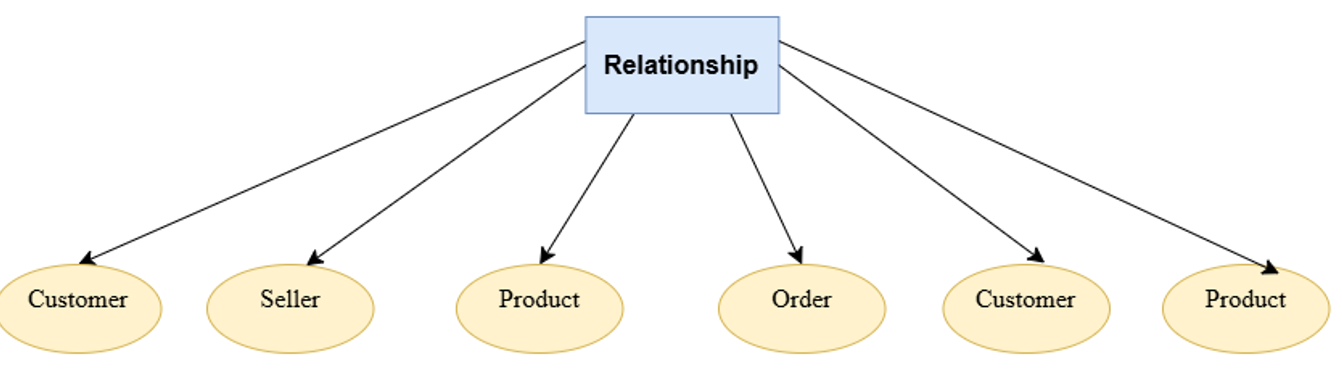 Relationship
Customer
Seller
Product
Order
Customer
Product